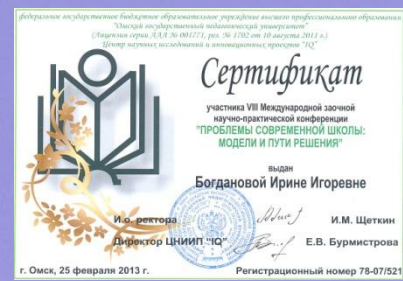 федеральное государственное бюджетное образовательное учреждение высшего профессионального образования
"Омский государственный педагогический университет"
(Лицензия серии ААА № 001771, рег. № 1702 от 10 августа 2011 г.)
Центр научных исследований и инновационных проектов "IQ"
Сертификат
участника VIII Международной заочной
научно-практической конференции
"ПРОБЛЕМЫ СОВРЕМЕННОЙ ШКОЛЫ:
МОДЕЛИ И ПУТИ РЕШЕНИЯ"
выдан
Богдановой Ирине Игоревне
И.о. ректора И.М. Щеткин
Директор ЦНИИП "IQ" Е.В. Бурмистрова
г. Омск, 25 февраля 2013 г. Регистрационный номер 78-07/521